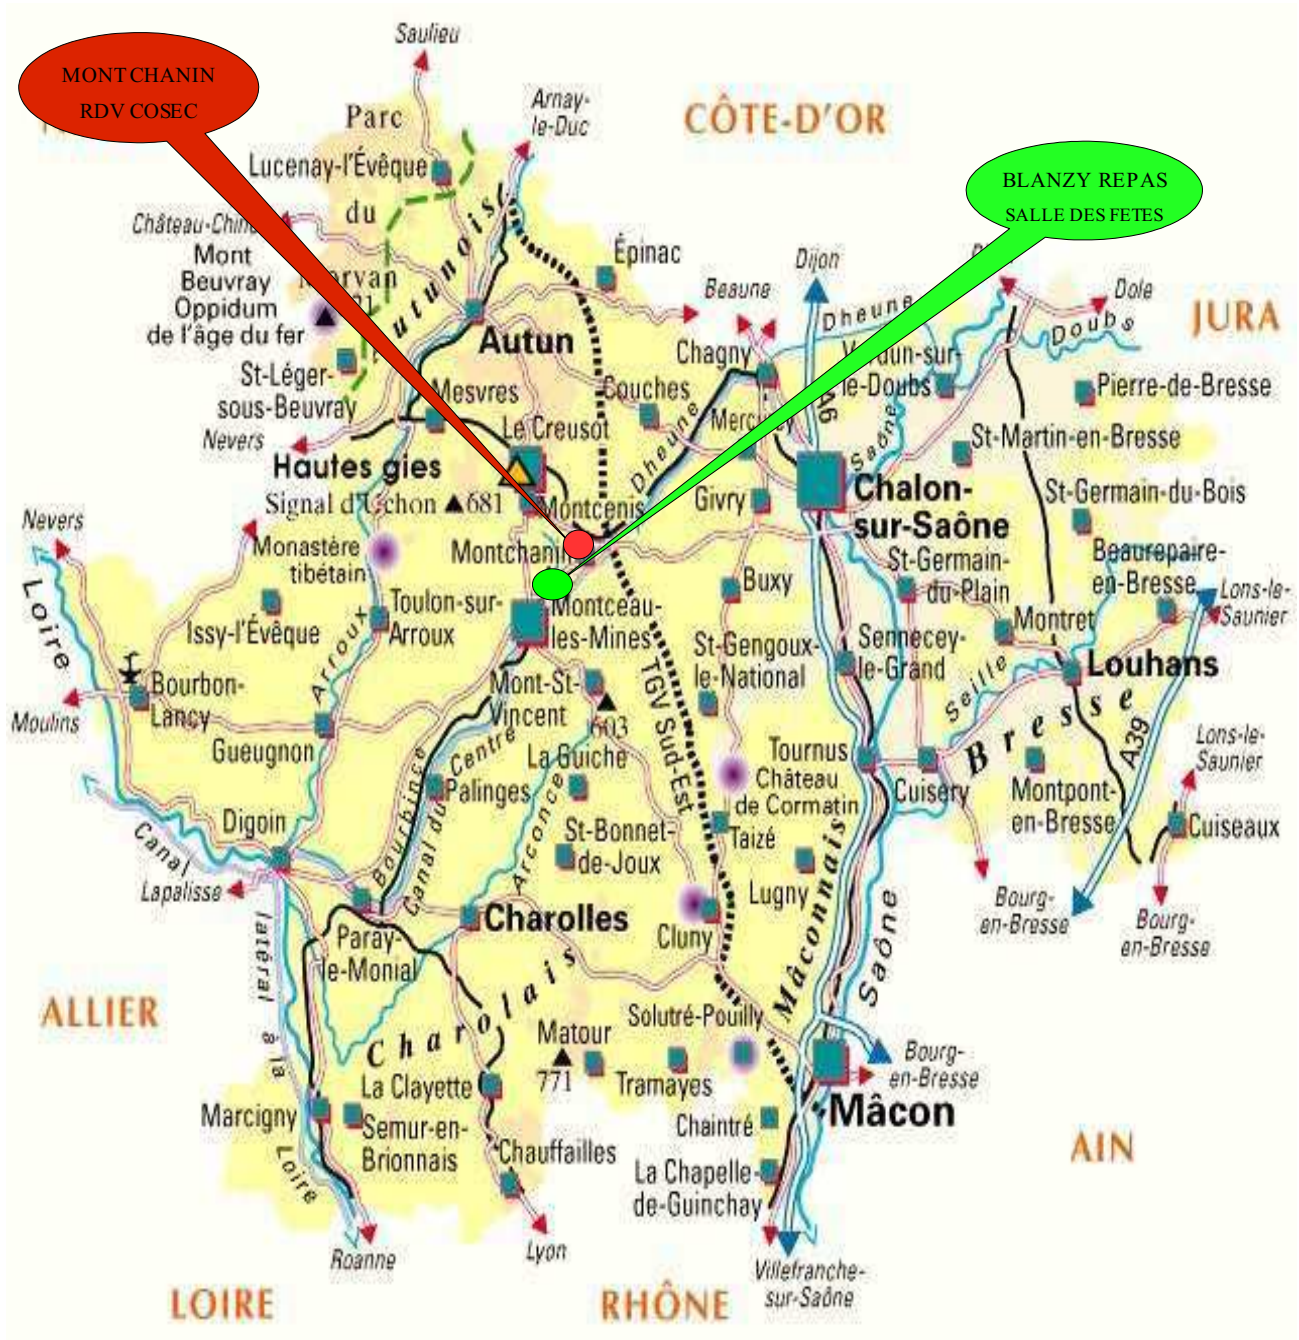 Saulieu
MONTCHANIN
RDV COSEC
Parc
Arnay-
le-Duc
CÔTE-D'OR
Lucenay-l'Évêque
du
BLANZY REPAS
SALLE DES FETES
Château-Chin
Mont
Beuvray
Oppidum
de l'âge du fer
Morvan
Autunois
Épinac
Dijon
Beaune
Dheune
Dole
Doubs
JURA
Autun
Chagny
Verdun-sur-
le-Doubs
St-Léger-
sous-Beuvray
Mesvres
Couches
Pierre-de-Bresse
Nevers
Le Creusot
Dheune
Mercurey
A6
Saône
St-Martin-en-Bresse
Hautes gies
Signal d'Uchon 681
Montcenis
Givry
Chalon-
sur-Saône
St-Germain-du-Bois
Nevers
Loire
Monastère
tibétain
Montchanin
St-Germain-
du-Plain
Beaurepaire-
en-Bresse
Issy-l'Évêque
Toulon-sur-
Arroux
Arroux
Montceau-
les-Mines
Buxy
Montret
Lons-le-
Saunier
St-Gengoux-
le-National
Sennecey-
le-Grand
Seille
Louhans
Bourbon-
Lancy
Moulins
Gueugnon
Mont-St-
Vincent
603
TGV Sud-Est
Bresse
A39
Lons-le-
Saunier
Bourbince
Canal du Centre
La Guiche
Tournus
Château
de Cormatin
Cuisery
Montpont-
en-Bresse
Palinges
Arconce
Digoin
St-Bonnet-
de-Joux
Taizé
Cuiseaux
Canal
Lapalisse
Lugny
Mâconnais
Saône
Bourg-
en-Bresse
Bourg-
en-Bresse
latéral à la
Loire
Paray-
le-Monial
Charolles
Cluny
ALLIER
Charolais
Matour
771
Solutré-Pouilly
Tramayes
Bourg-
en-Bresse
La Clayette
Mâcon
Marcigny
Semur-en-
Brionnais
Chaintré
AIN
Chauffailles
La Chapelle-
de-Guinchay
Roanne
Lyon
Villefranche-
sur-Saône
LOIRE
RHÔNE